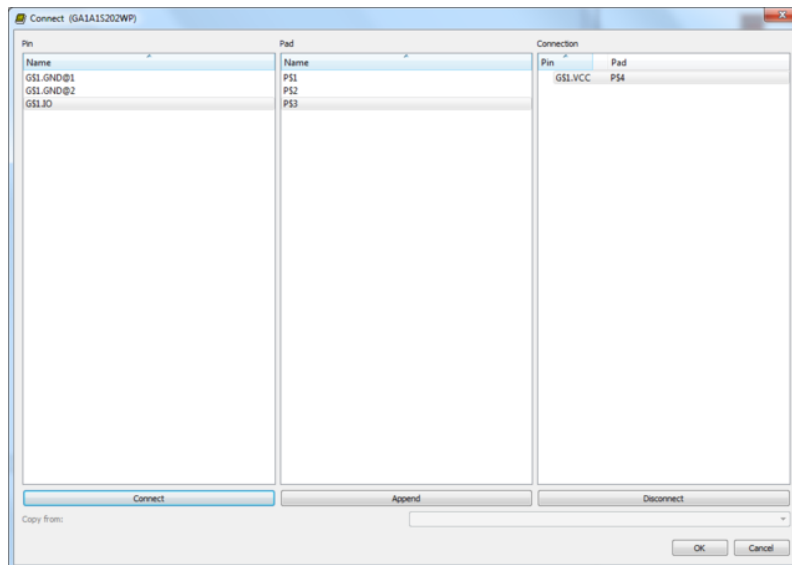 Connect (GA1A1S202WP)
Pin
Pad
Connection
Name
Name
Pin Pad
G$1.GND@1
G$1.GND@2
G$1.IO
P$1
P$2
P$3
G$1.VCC P$4
Connect
Append
Disconnect
Copy from:
OK
Cancel